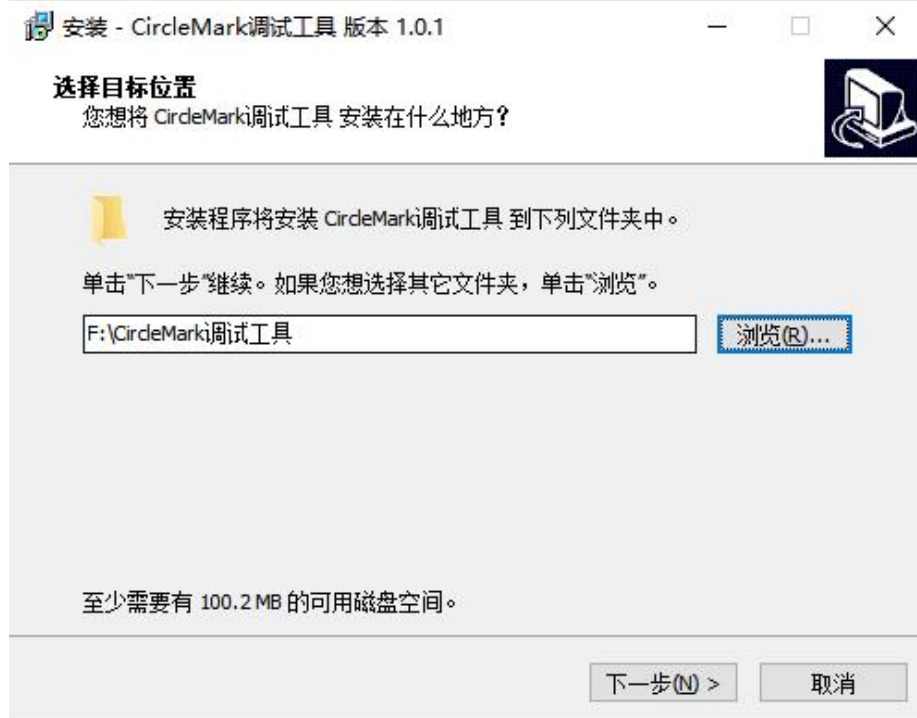 安装 - CircleMark调试工具 版本 1.0.1
选择目标位置
您想将 CircleMark调试工具 安装在什么地方?
安装程序将安装 CircleMark调试工具 到下列文件夹中。
单击"下一步"继续。如果您想选择其它文件夹，单击"浏览"。
F:\CircleMark调试工具
浏览(R)...
至少需要有 100.2 MB 的可用磁盘空间。
下一步(N) >
取消